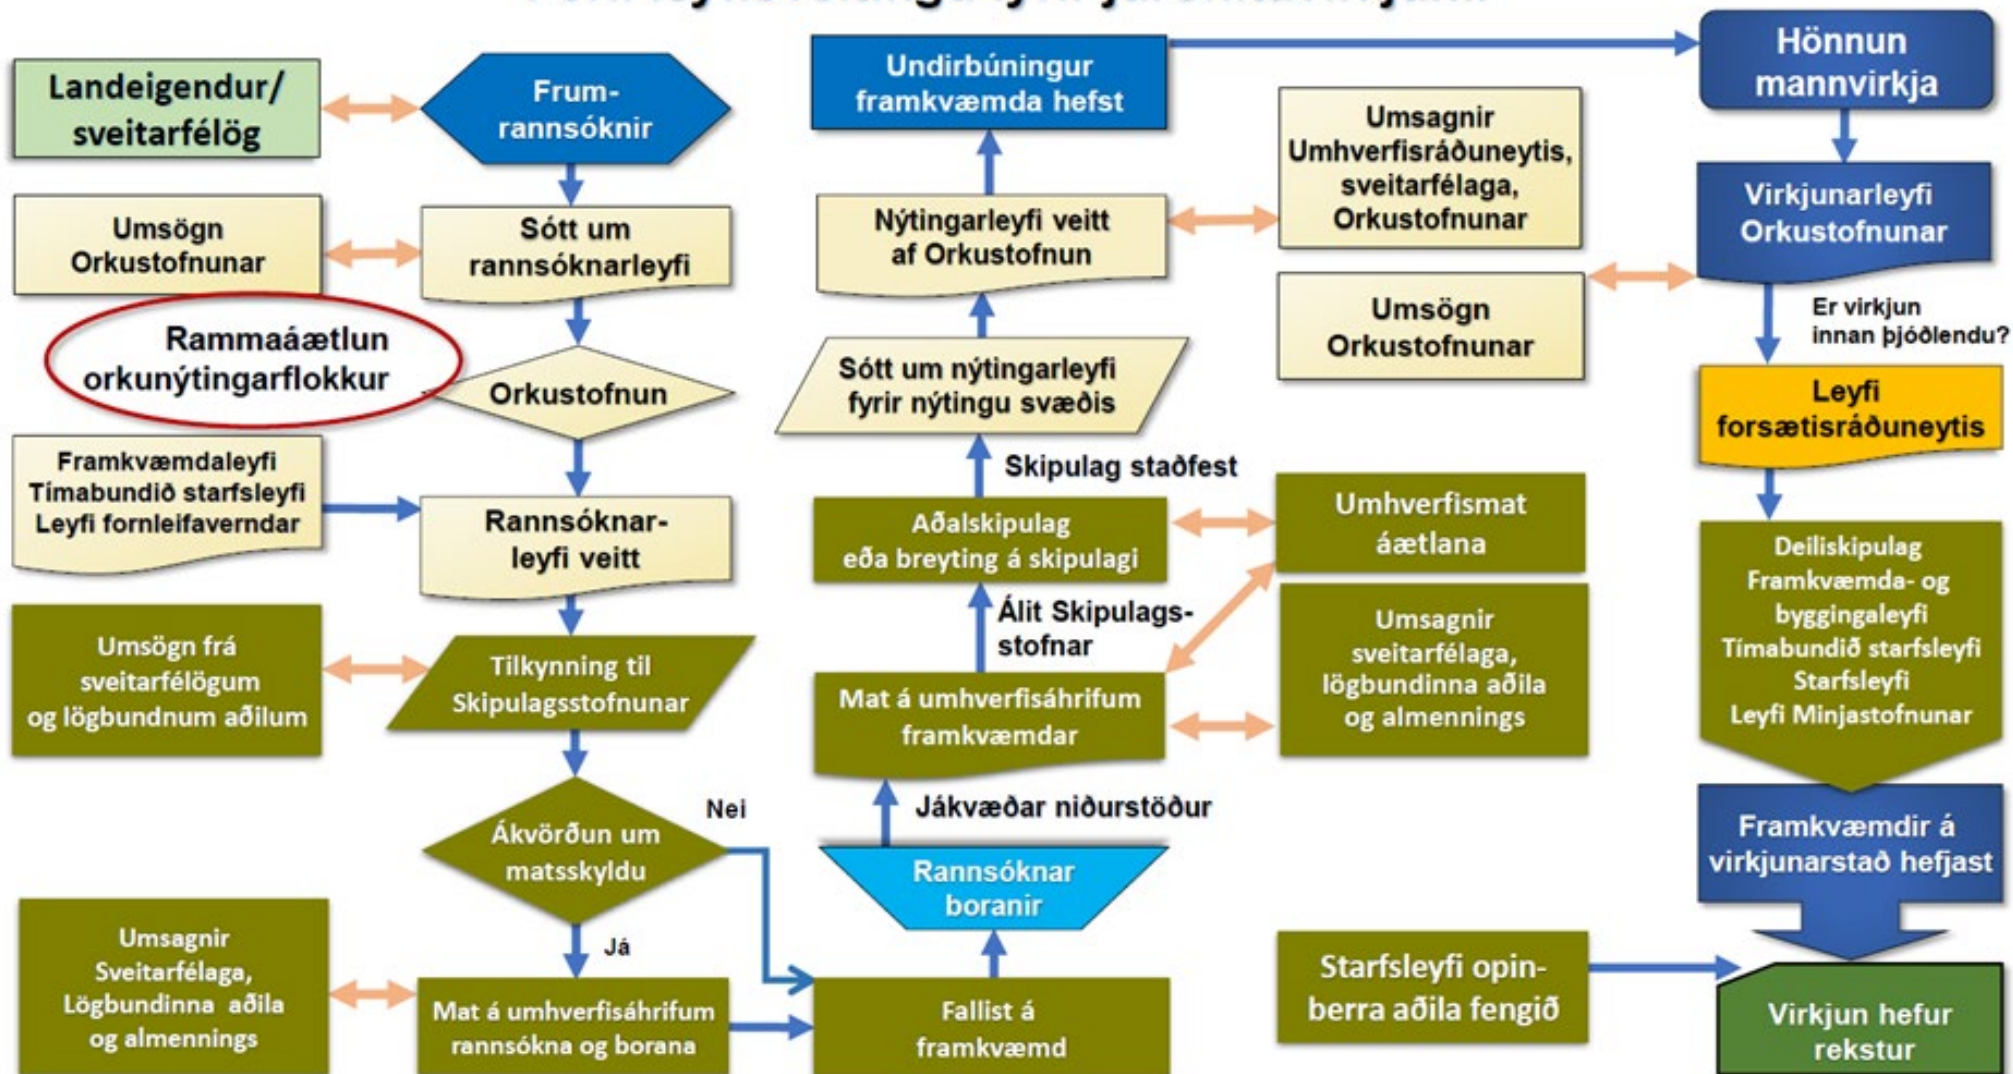 Landeigendur/
sveitarfélög
Frum-
rannsóknir
Umsögn
Orkustofnunar
Sótt um
rannsóknarleyfi
Rammaáætlun
orkunýtingarflokkur
Orkustofnun
Framkvæmdaleyfi
Tímabundið starfsleyfi
Leyfi fornleifaverndar
Rannsóknar-
leyfi veitt
Umsögn frá
sveitarfélögum
og lögbundnum aðilum
Tilkynning til
Skipulagsstofnunar
Ákvörðun um
matsskyldu
Nei
Já
Umsagnir
Sveitarfélaga,
Lögbundinna aðila
og almennings
Mat á umhverfisáhrifum
rannsókna og borana
Fallist á
framkvæmd
Rannsóknar
boranir
Jákvæðar niðurstöður
Mat á umhverfisáhrifum
framkvæmdar
Umsagnir
sveitarfélaga,
lögbundinna aðila
og almennings
Álit Skipulags-
stofnar
Aðalskipulag
eða breyting á skipulagi
Umhverfismat
áætlana
Skipulag staðfest
Sótt um nýtingarleyfi
fyrir nýtingu svæðis
Nýtingarleyfi veitt
af Orkustofnun
Umsagnir
Umhverfisráðuneytis,
sveitarfélaga,
Orkustofnunar
Undirbúningur
framkvæmda hefst
Hönnun
mannvirkja
Virkjunarleyfi
Orkustofnunar
Umsögn
Orkustofnunar
Er virkjun
innan þjóðlendu?
Leyfi
forsætisráðuneytis
Deiliskipulag
Framkvæmda- og
byggingaleyfi
Tímabundið starfsleyfi
Starfsleyfi
Leyfi Minjastofnunar
Framkvæmdir á
virkjunarstað hefjast
Starfsleyfi opin-
berra aðila fengið
Virkjun hefur
rekstur